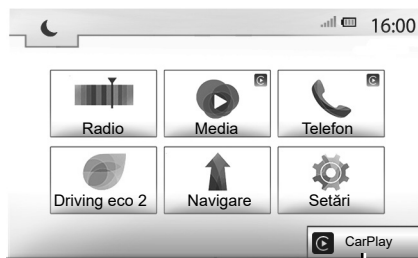 16:00
Radio
Media
Telefon
Driving eco 2
Navigare
Setări
CarPlay